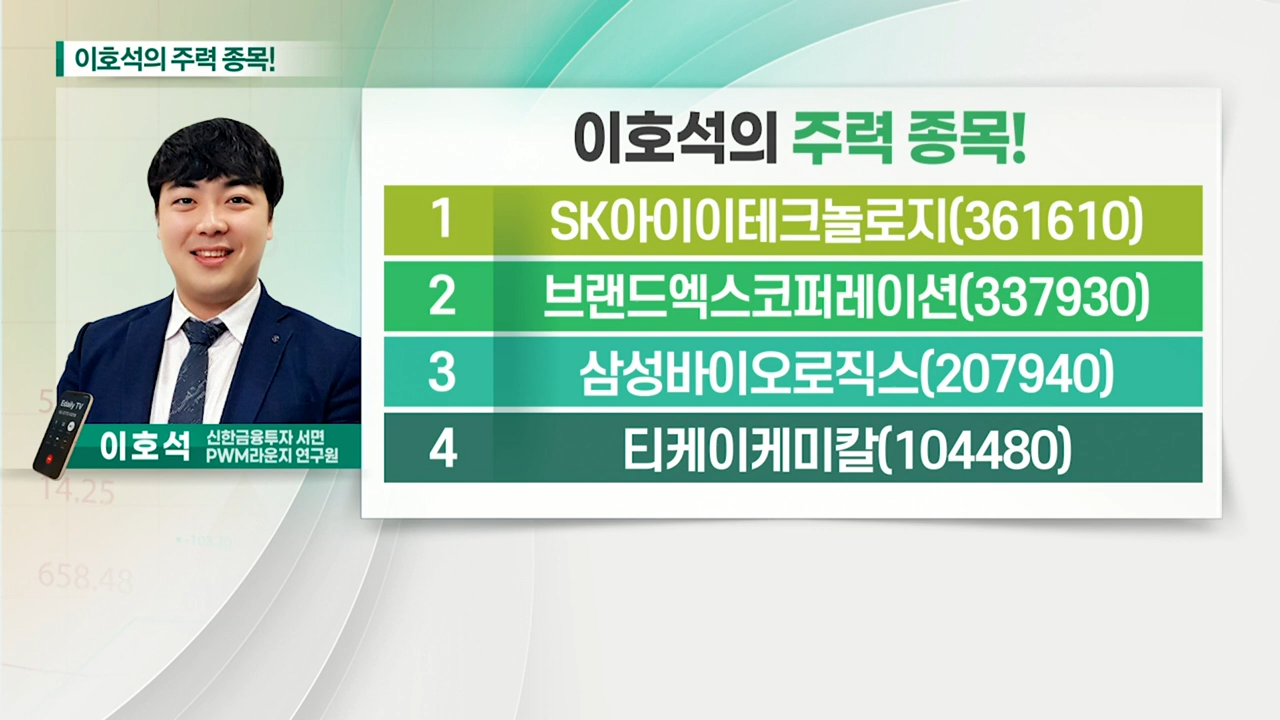 이호석의 주력 종목!
이호석의 주력 종목!
1 SK아이이테크놀로지(361610)
2 브랜드엑스코퍼레이션(337930)
3 삼성바이오로직스(207940)
4 티케이케미칼(104480)
Edaily TV
이호석 신한금융투자 서면
PWM라운지 연구원
14.25
658.48